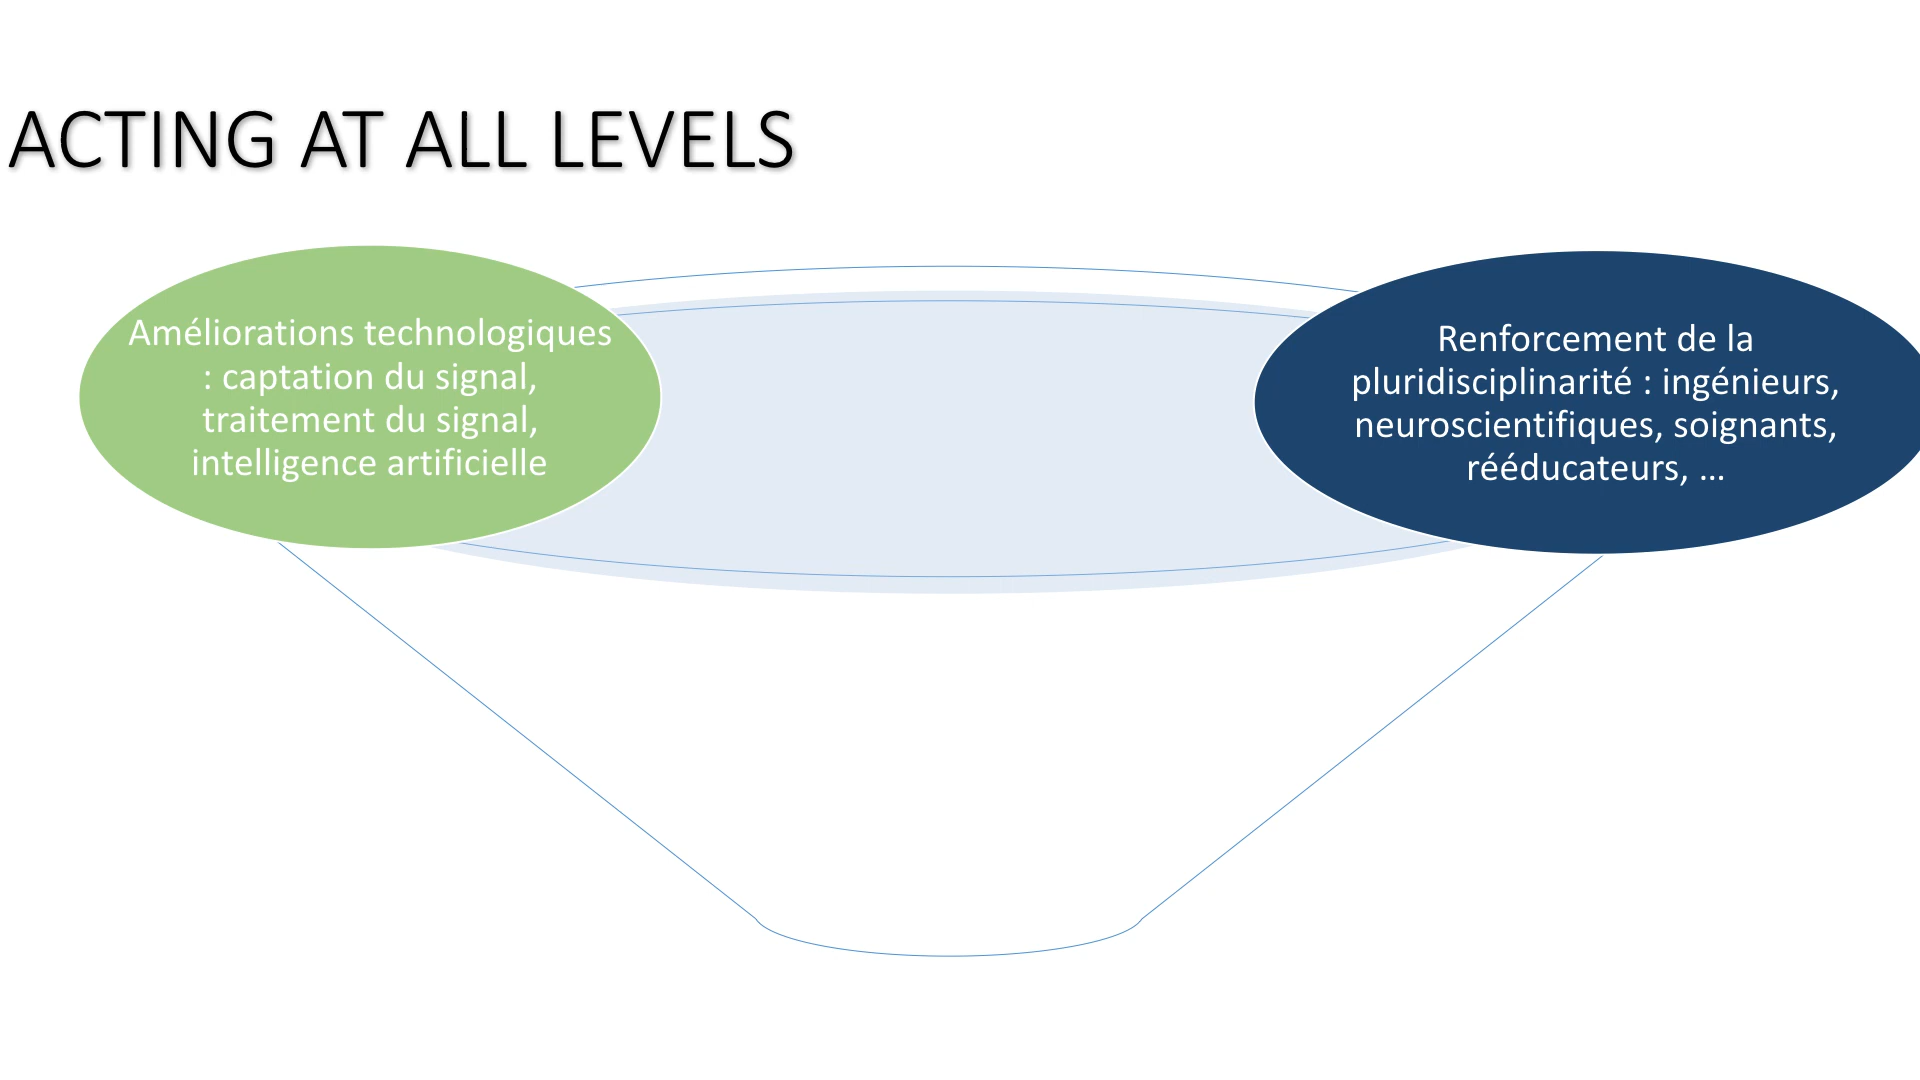 ACTING AT ALL LEVELS
Améliorations technologiques
: captation du signal,
traitement du signal,
intelligence artificielle
Renforcement de la
pluridisciplinarité : ingénieurs,
neuroscientifiques, soignants,
rééducateurs, …